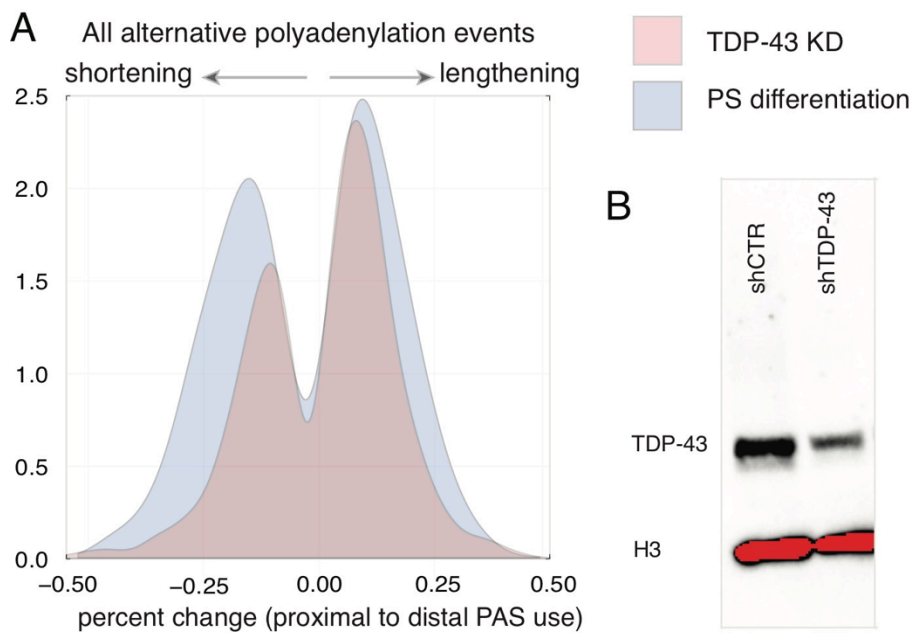 A
All alternative polyadenylation events
shortening
lengthening
TDP-43 KD
PS differentiation
2.5
2.0
1.5
1.0
0.5
0.0
−0.50
−0.25
0.00
0.25
0.50
percent change (proximal to distal PAS use)
B
shCTR
shTDP-43
TDP-43
H3